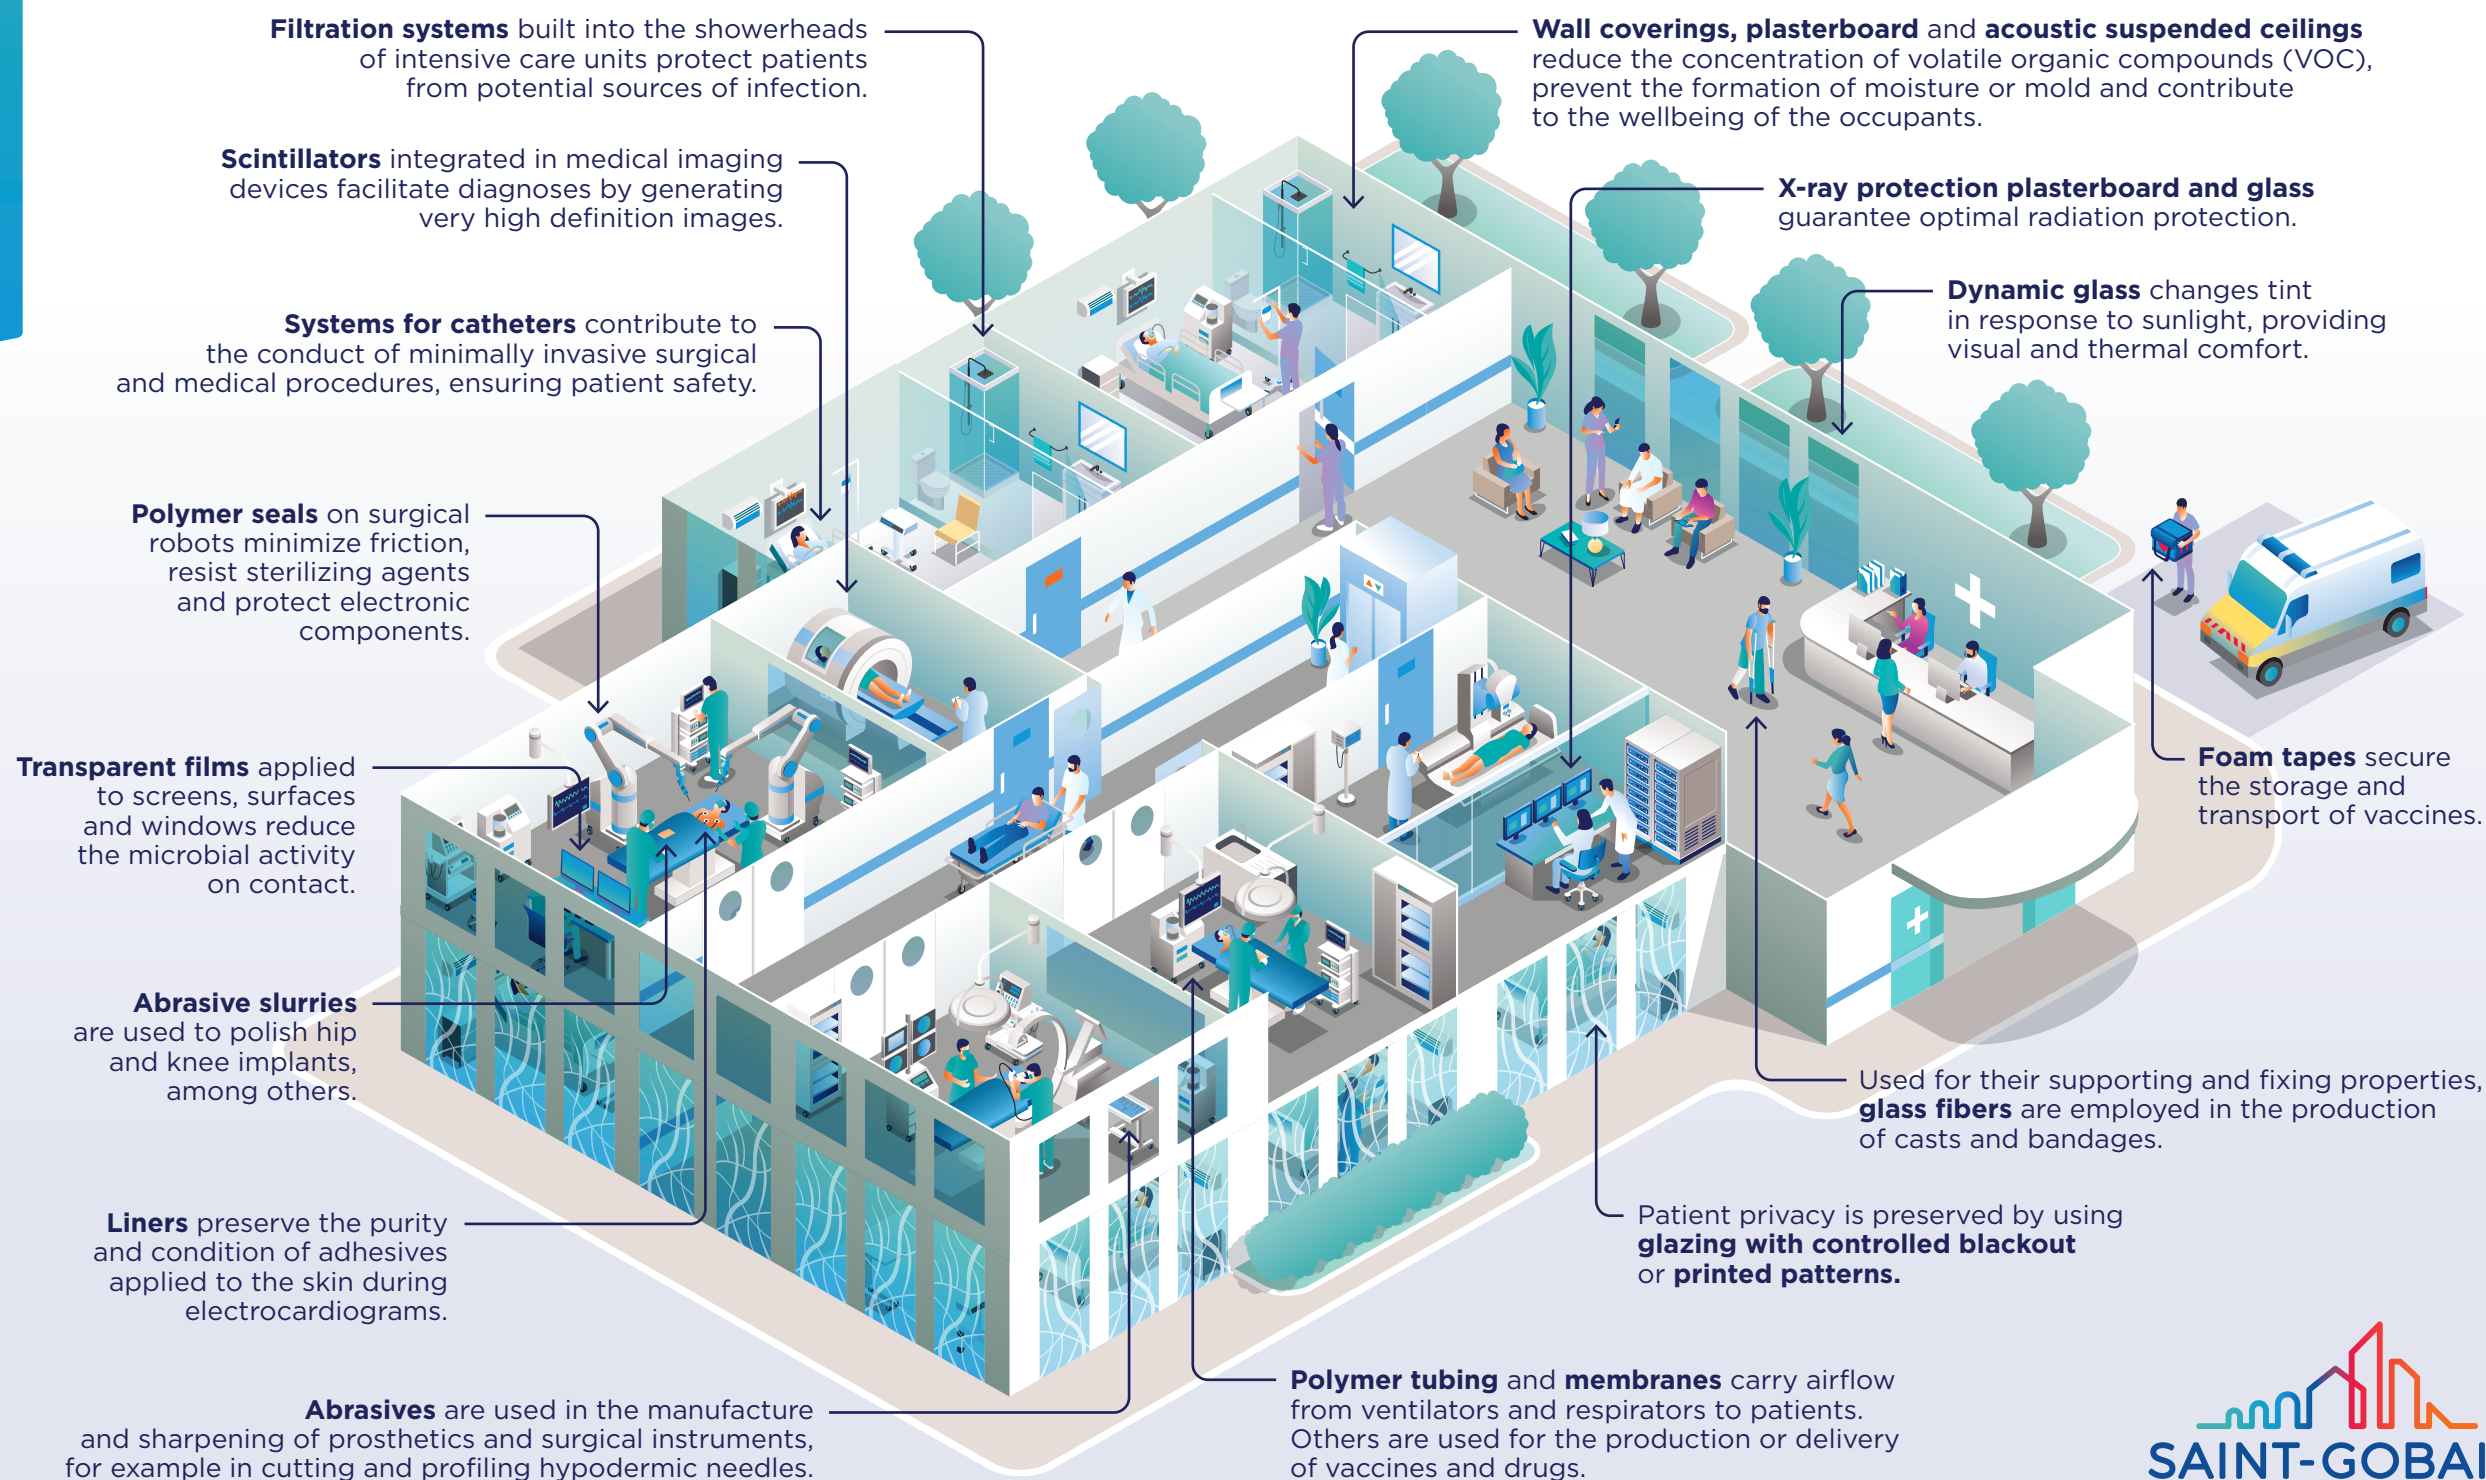 Filtration systems built into the showerheads
of intensive care units protect patients
from potential sources of infection.
Wall coverings, plasterboard and acoustic suspended ceilings
reduce the concentration of volatile organic compounds (VOC),
prevent the formation of moisture or mold and contribute
to the wellbeing of the occupants.
Scintillators integrated in medical imaging
devices facilitate diagnoses by generating
very high definition images.
X-ray protection plasterboard and glass
guarantee optimal radiation protection.
Dynamic glass changes tint
in response to sunlight, providing
visual and thermal comfort.
Systems for catheters contribute to
the conduct of minimally invasive surgical
and medical procedures, ensuring patient safety.
Polymer seals on surgical
robots minimize friction,
resist sterilizing agents
and protect electronic
components.
Transparent films applied
to screens, surfaces
and windows reduce
the microbial activity
on contact.
Foam tapes secure
the storage and
transport of vaccines.
Abrasive slurries
are used to polish hip
and knee implants,
among others.
Used for their supporting and fixing properties,
glass fibers are employed in the production
of casts and bandages.
Liners preserve the purity
and condition of adhesives
applied to the skin during
electrocardiograms.
Patient privacy is preserved by using
glazing with controlled blackout
or printed patterns.
Abrasives are used in the manufacture
and sharpening of prosthetics and surgical instruments,
for example in cutting and profiling hypodermic needles.
Polymer tubing and membranes carry airflow
from ventilators and respirators to patients.
Others are used for the production or delivery
of vaccines and drugs.
SAINT-GOBAI